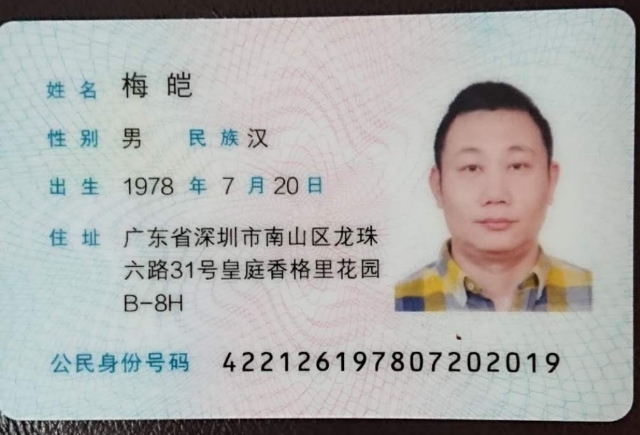 姓名 梅皑
性别 男 民族 汉
出生 1978 年 7 月 20 日
住址 广东省深圳市南山区龙珠
六路31号皇庭香格里花园
B-8H
公民身份号码 422126197807202019